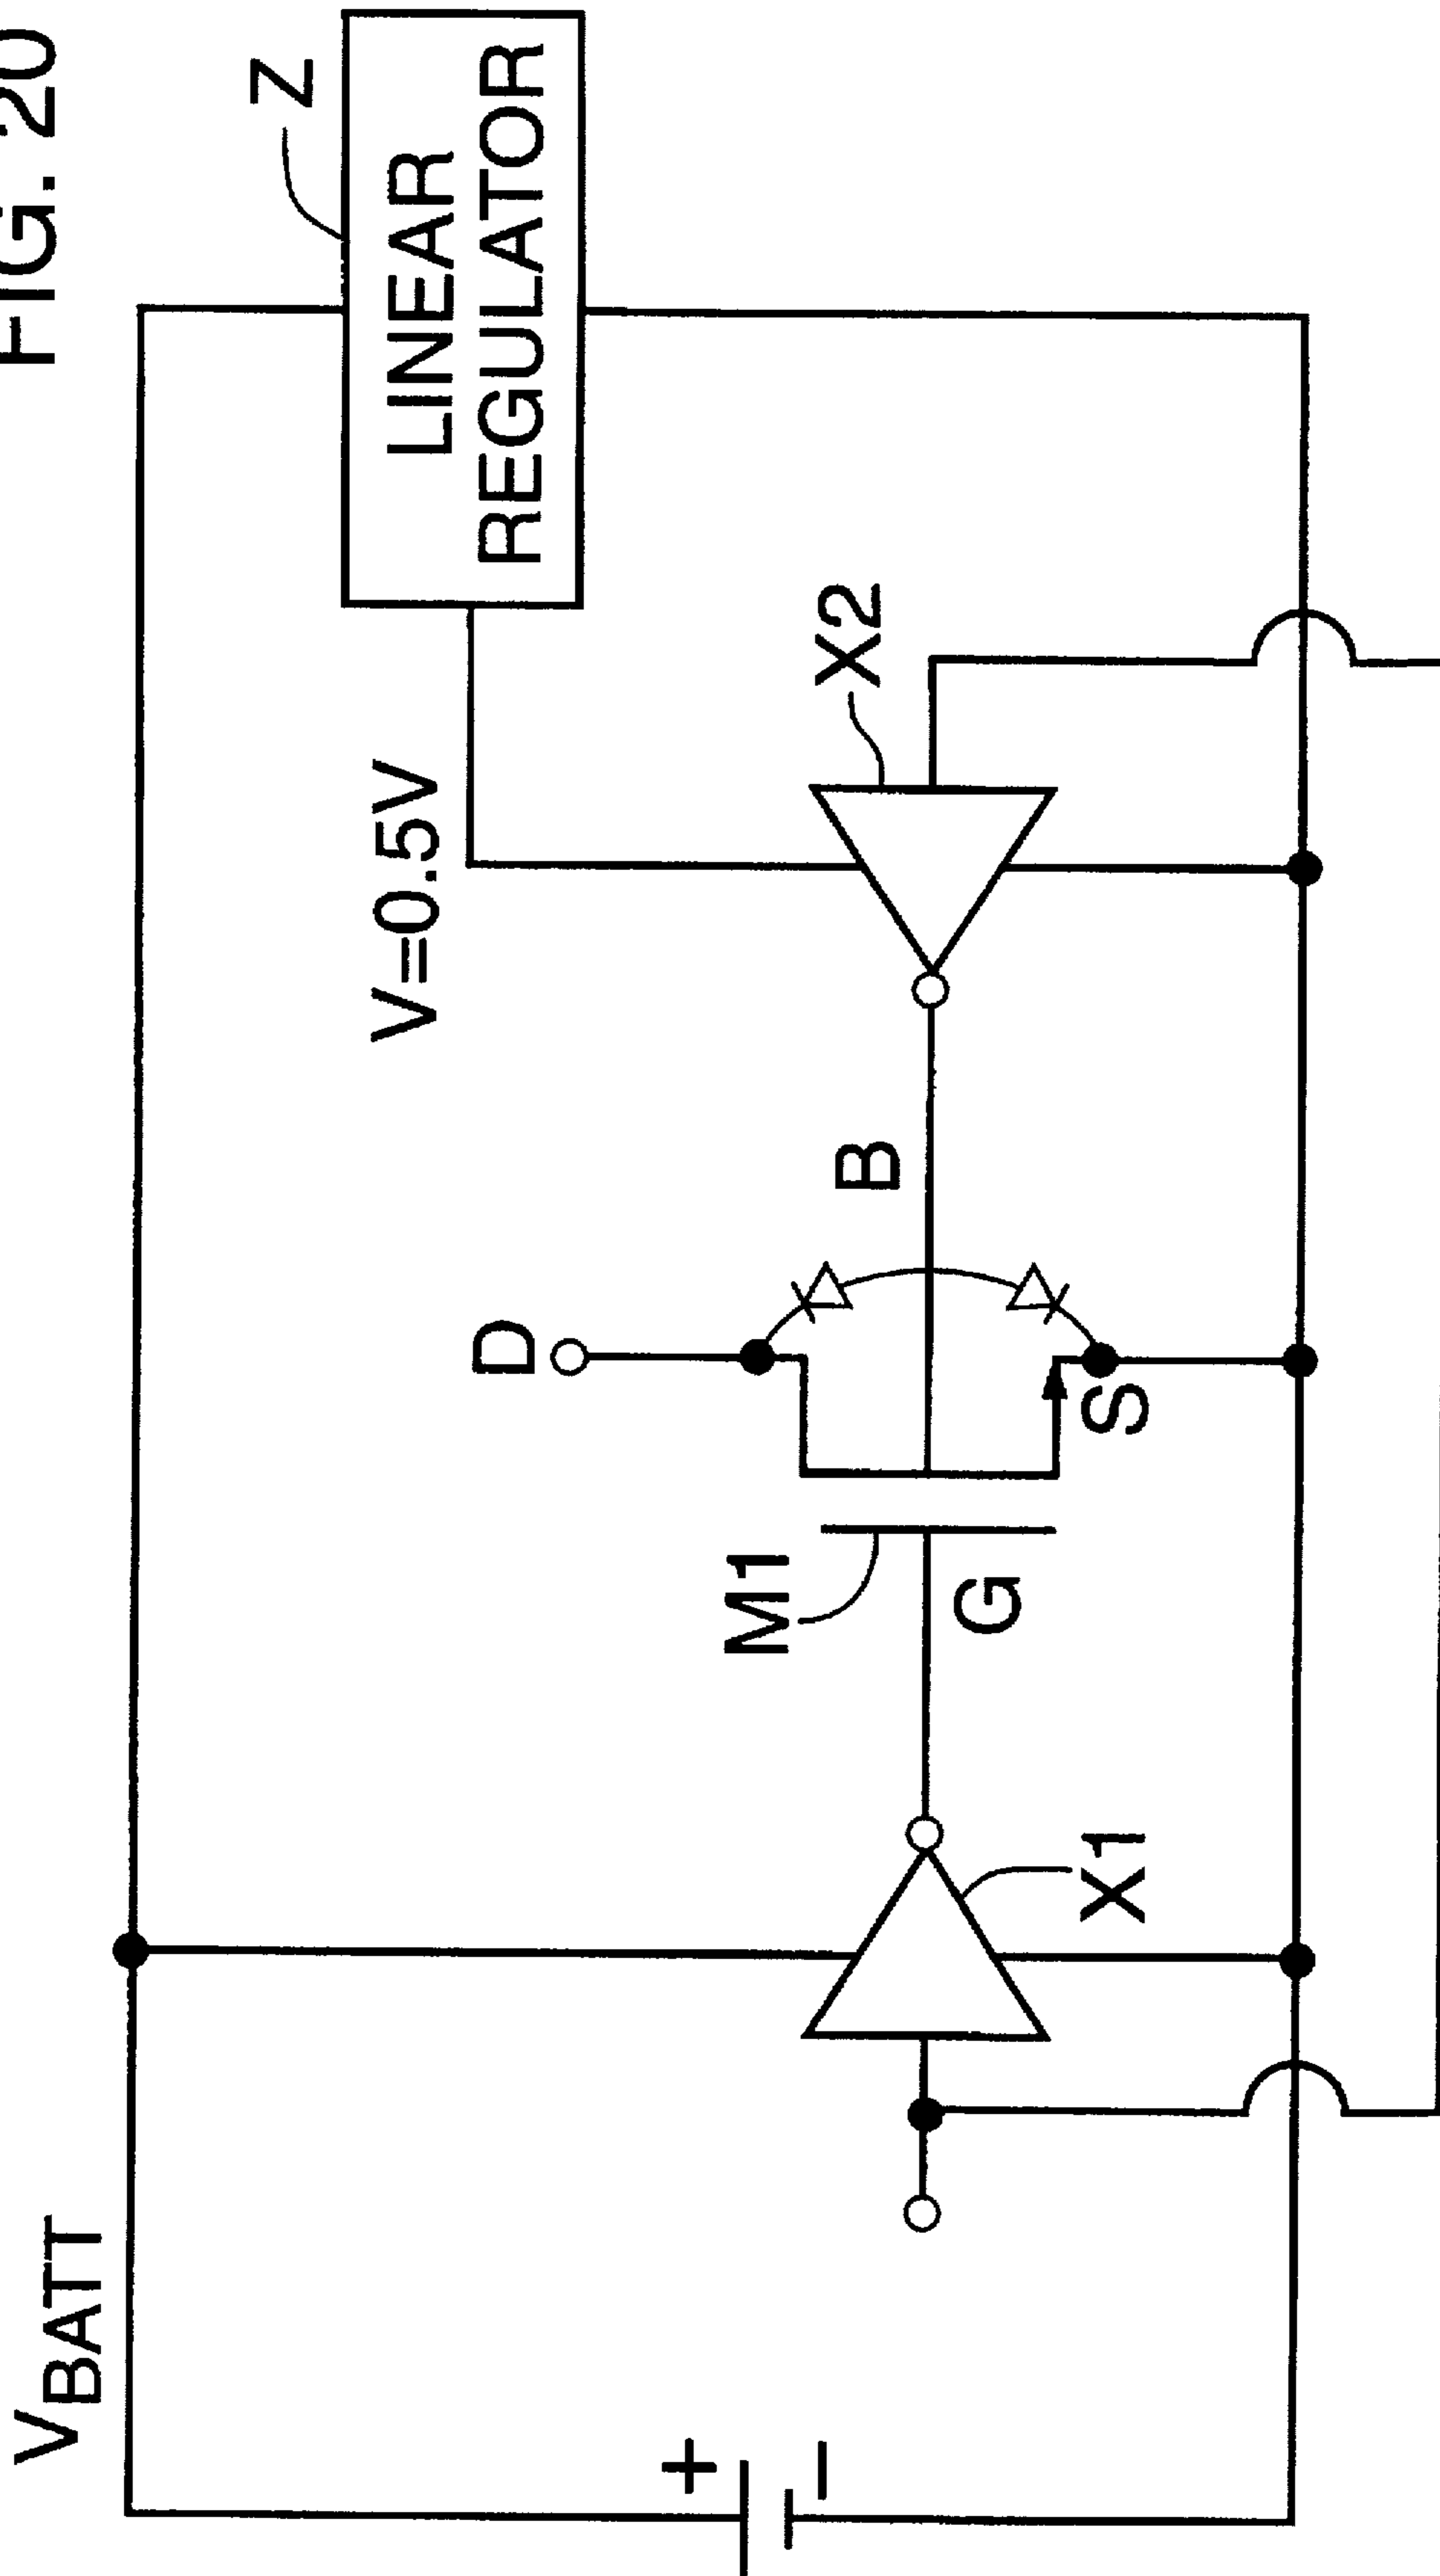 FIG. 20
VBATT
Z
LINEAR
REGULATOR
V=0.5V
+
−
D
M1
B
X2
G
S
X1